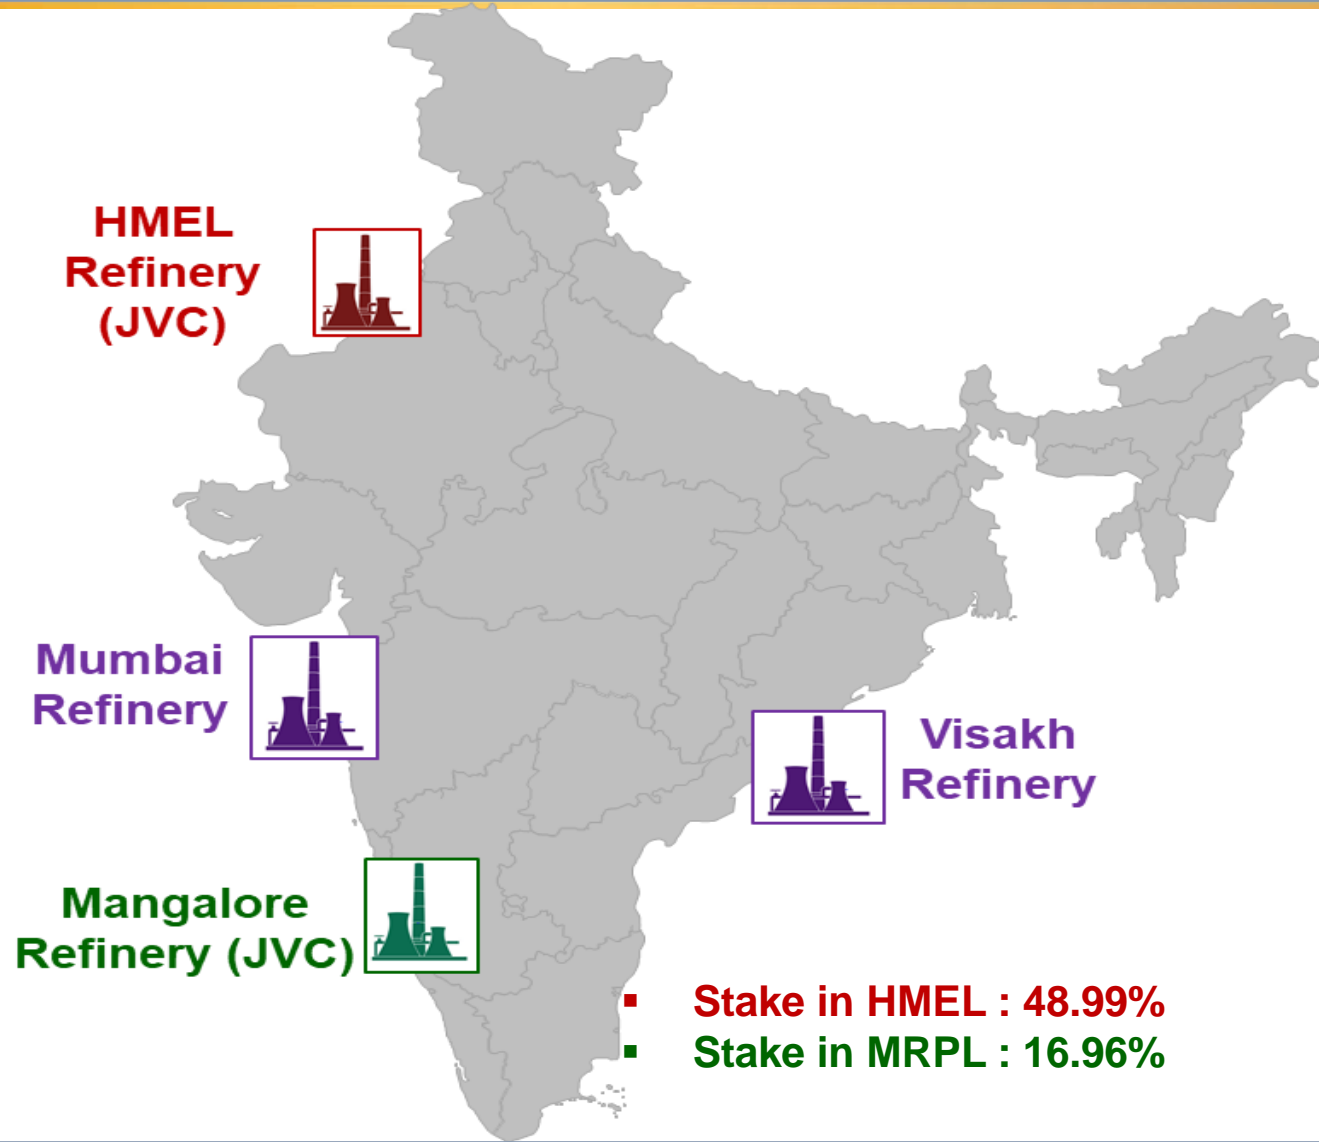 HMEL
Refinery
(JVC)
Mumbai
Refinery
Visakh
Refinery
Mangalore
Refinery (JVC)
▪ Stake in HMEL : 48.99%
▪ Stake in MRPL : 16.96%